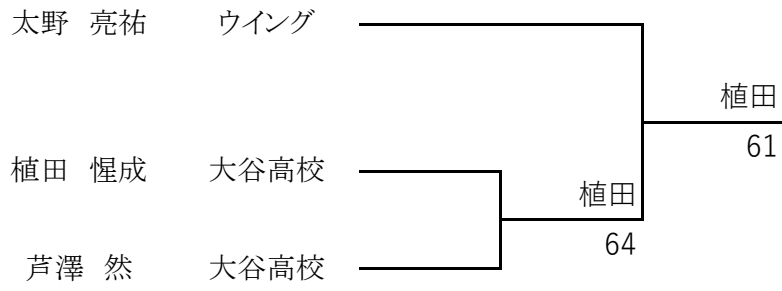 太野 亮祐 ウイング
植田
61
植田 惺成 大谷高校
植田
64
芦澤 然 大谷高校